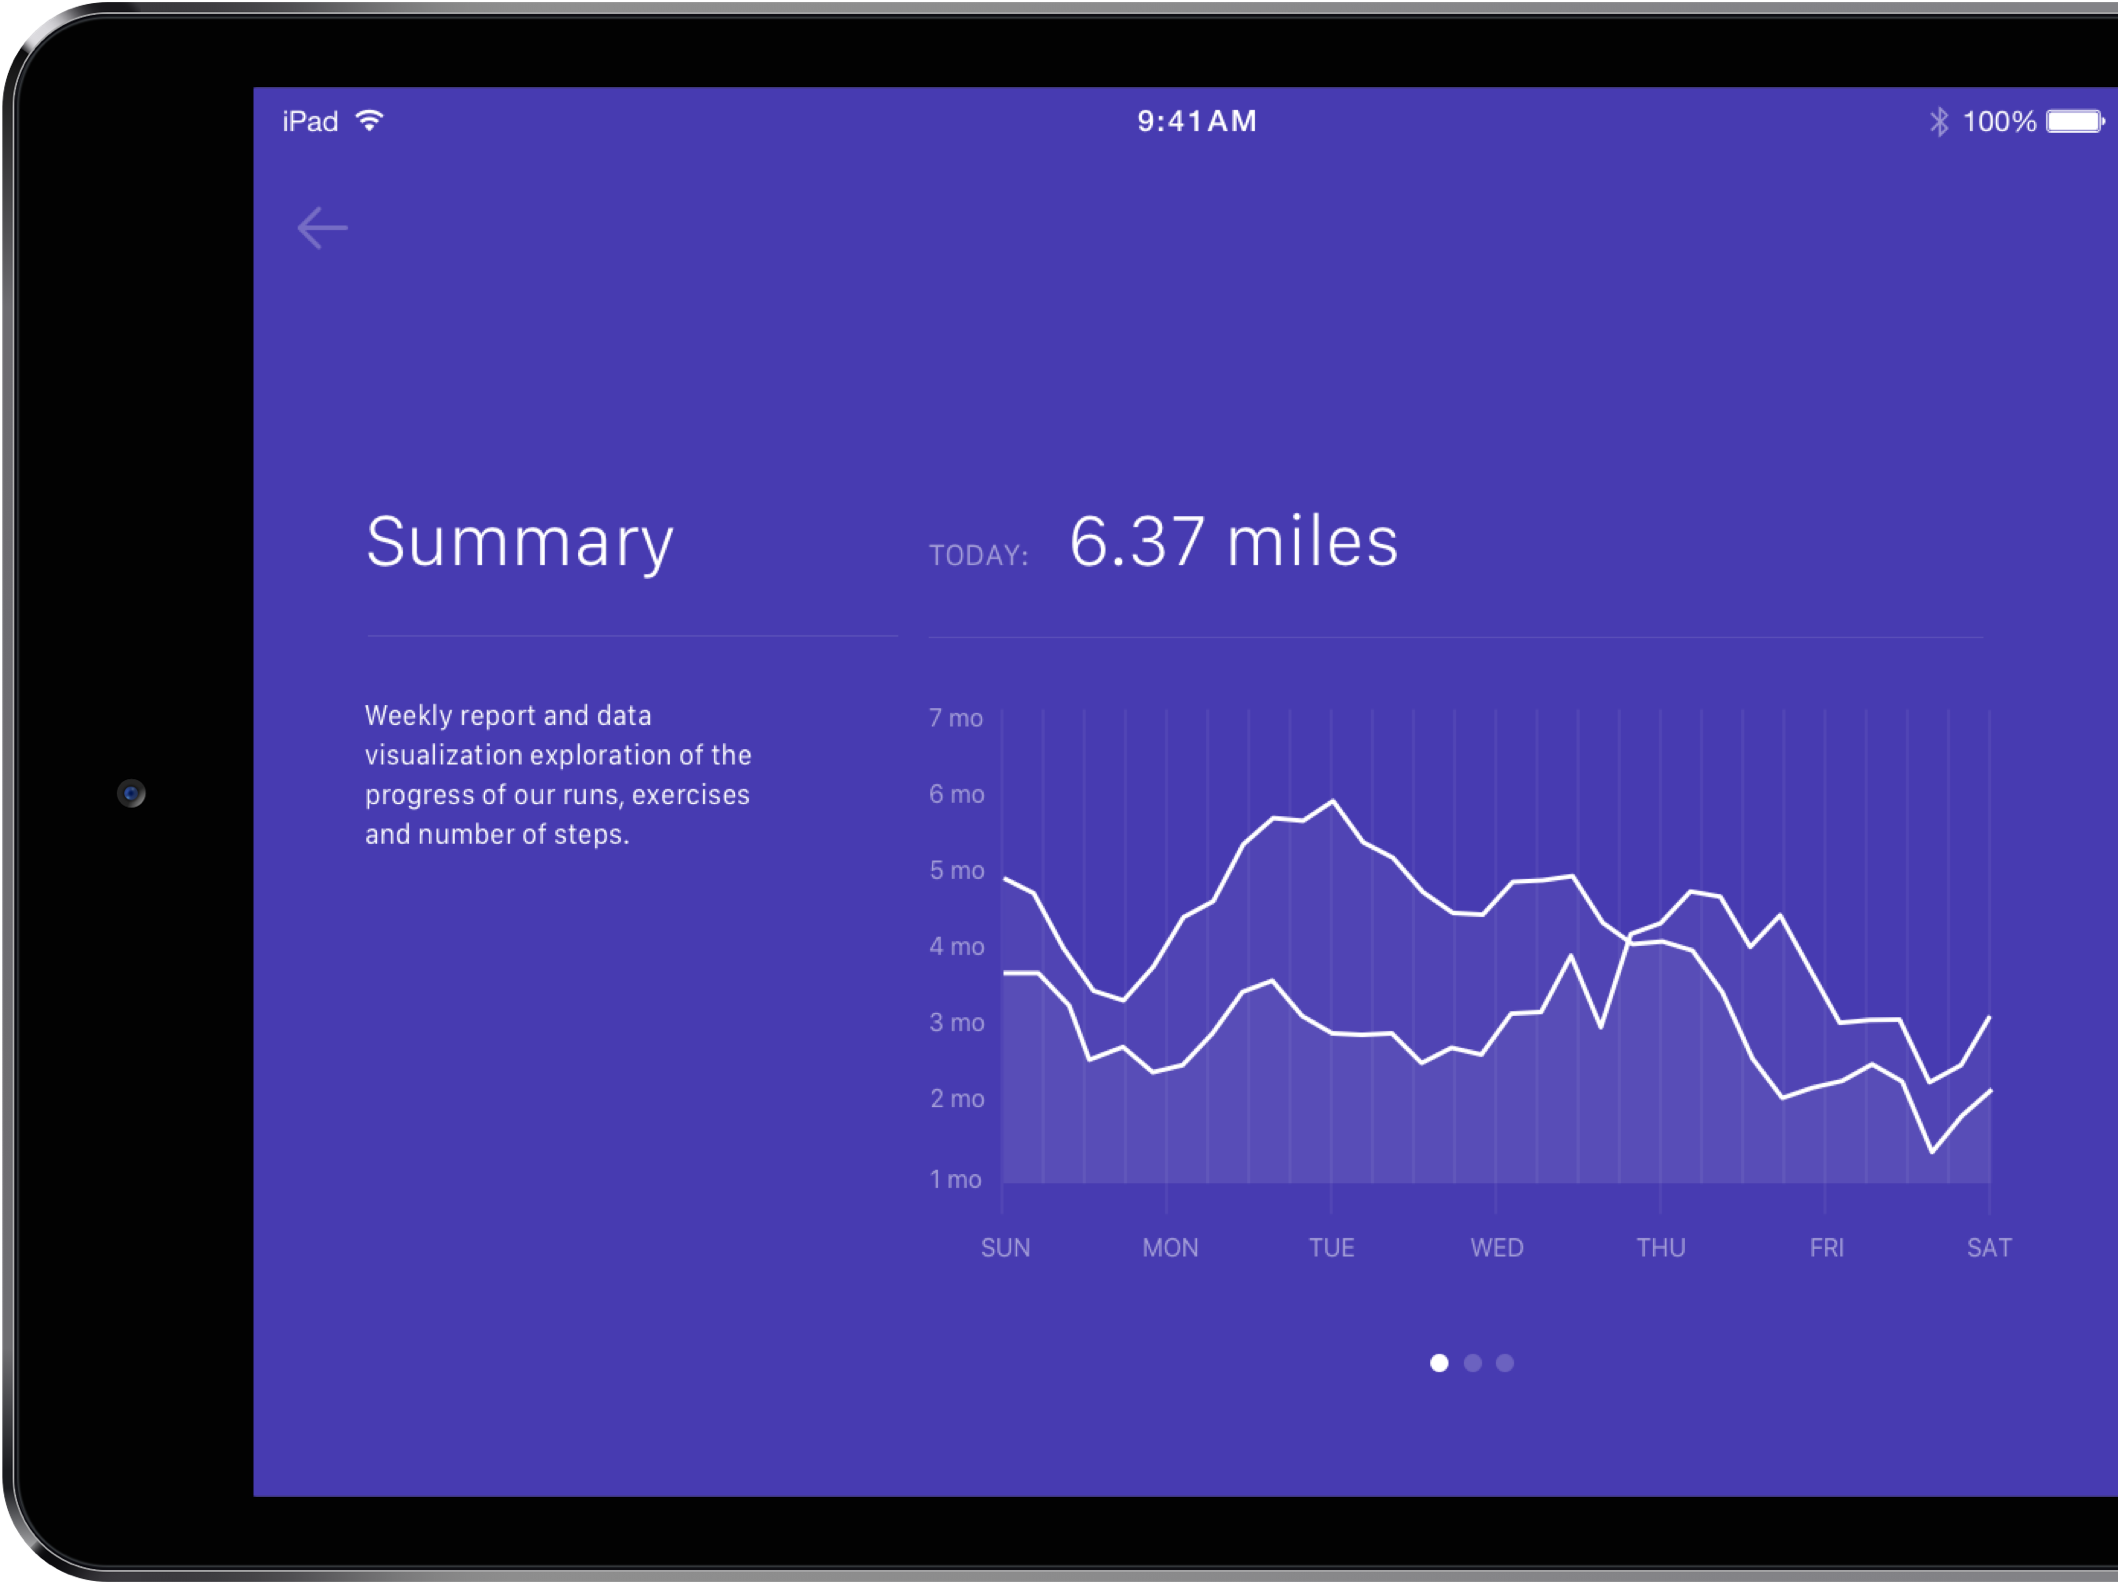 iPad
9:41 AM
100%
Summary
TODAY: 6.37 miles
Weekly report and data
visualization exploration of the
progress of our runs, exercises
and number of steps.
7 mo
6 mo
5 mo
4 mo
3 mo
2 mo
1 mo
SUN MON TUE WED THU FRI SAT